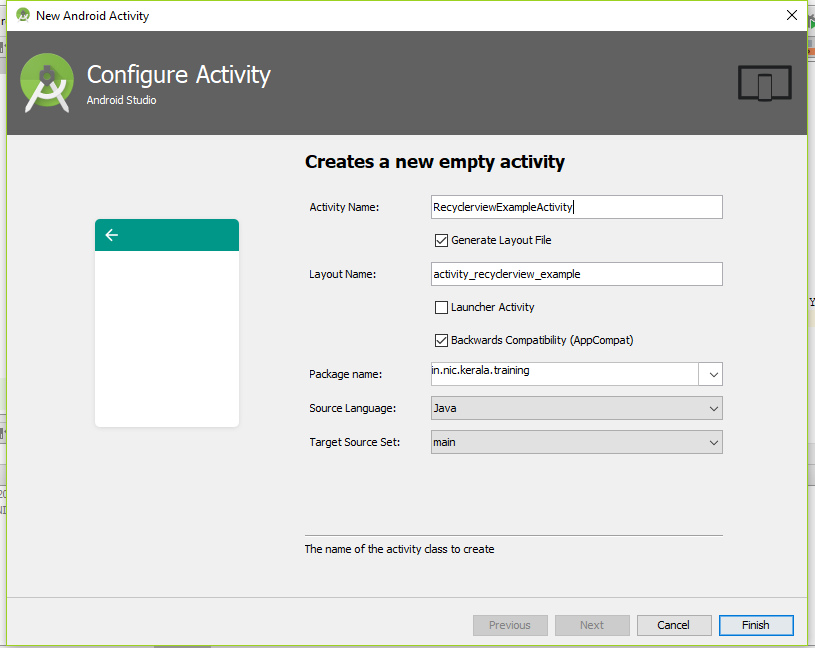 New Android Activity
Configure Activity
Android Studio
Creates a new empty activity
Activity Name: RecyclerviewExampleActivity
Generate Layout File
Layout Name: activity_recyclerview_example
Launcher Activity
Backwards Compatibility (AppCompat)
Package name: in.nic.kerala.training
Source Language: Java
Target Source Set: main
The name of the activity class to create
Previous Next Cancel Finish